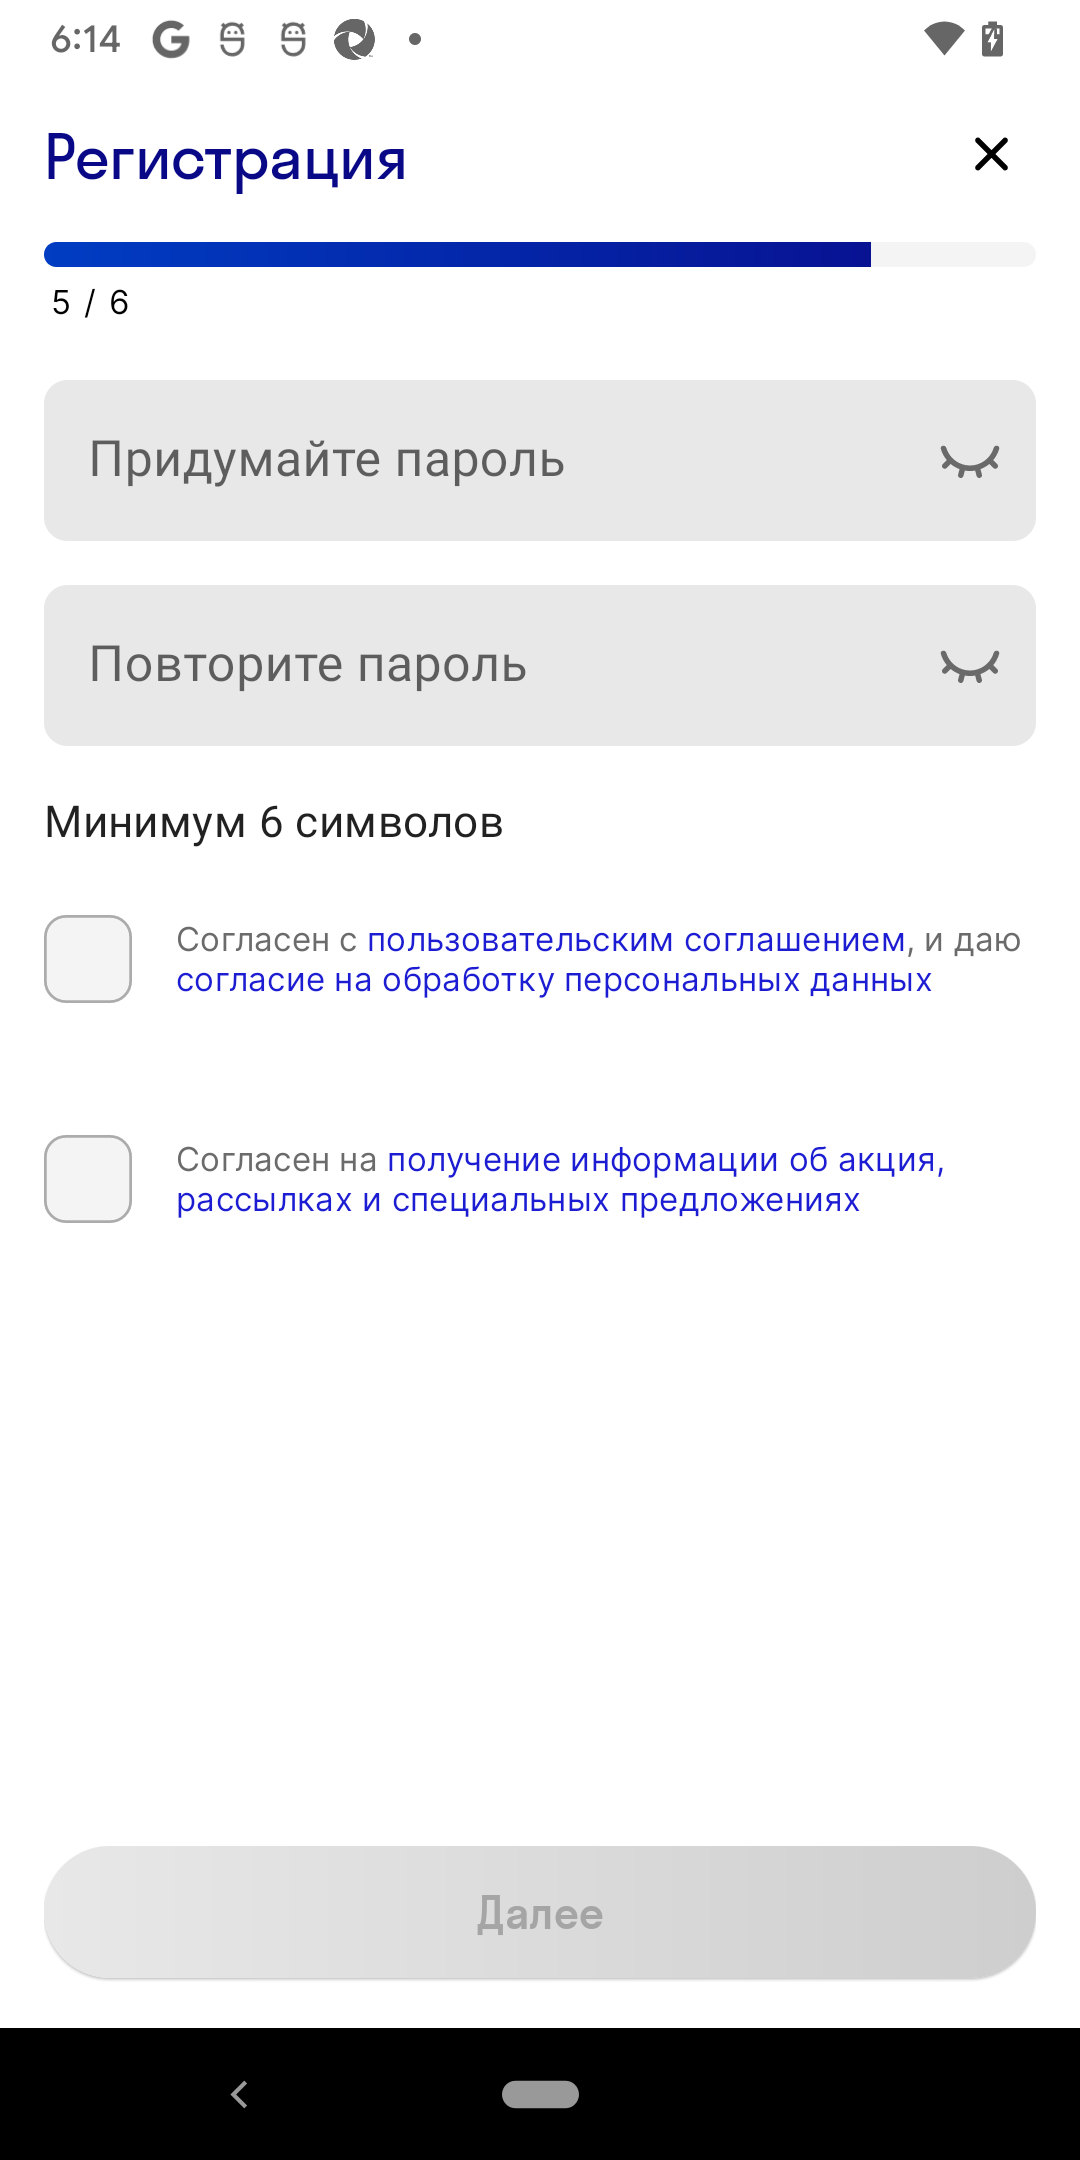 6:14
Регистрация
5 / 6
Придумайте пароль
Повторите пароль
Минимум 6 символов
Согласен с пользовательским соглашением, и даю
согласие на обработку персональных данных
Согласен на получение информации об акция,
рассылках и специальных предложениях
Далее